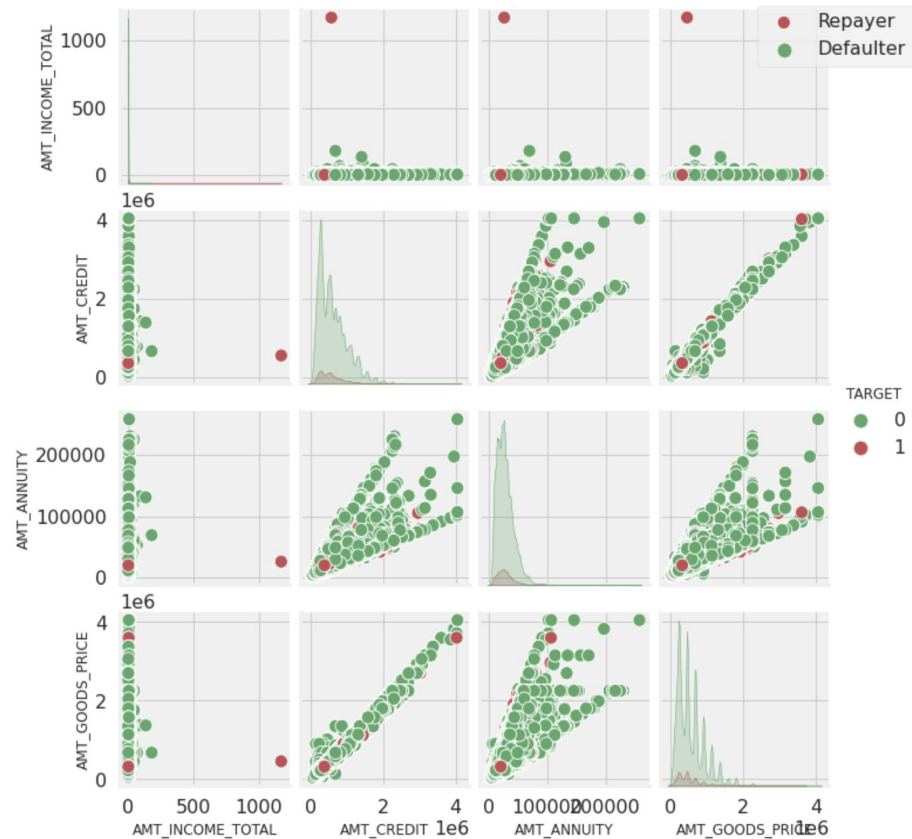 Repayer
Defaulter
AMT_INCOME_TOTAL
1000
500
0
1e6
AMT_CREDIT
4
2
0
AMT_ANNUITY
200000
100000
0
1e6
AMT_GOODS_PRICE
4
2
0
TARGET
0
1
0 500 1000
0 2 4
0 100000 200000
0 2 4
AMT_INCOME_TOTAL
AMT_CREDIT
1e6
AMT_ANNUITY
AMT_GOODS_PRICE
1e6